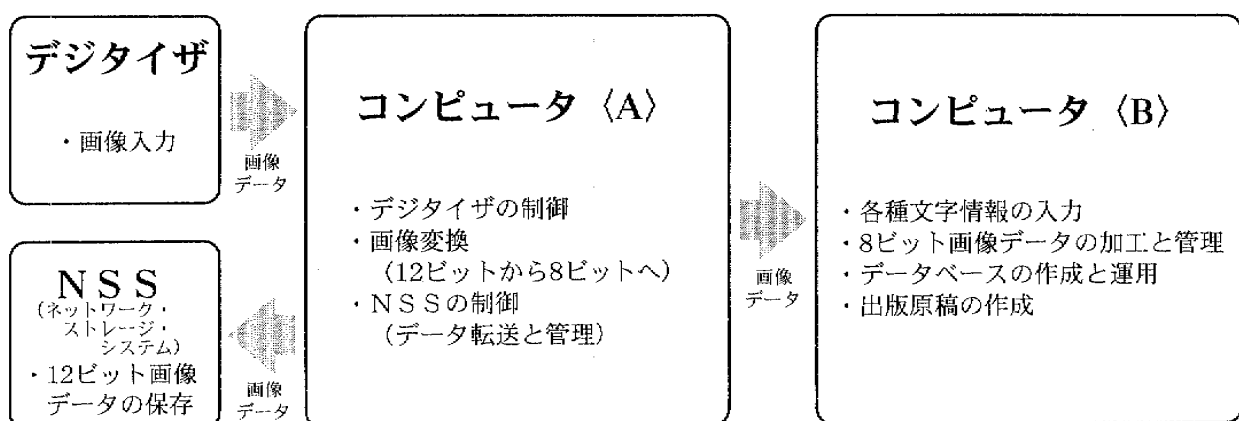 デジタイザ
・画像入力
画像
データ
NSS
(ネットワーク・
ストレージ・
システム)
・12ビット画像
データの保存
画像
データ
コンピュータ〈A〉
・デジタイザの制御
・画像変換
(12ビットから8ビットへ)
・NSSの制御
(データ転送と管理)
画像
データ
コンピュータ〈B〉
・各種文字情報の入力
・8ビット画像データの加工と管理
・データベースの作成と運用
・出版原稿の作成